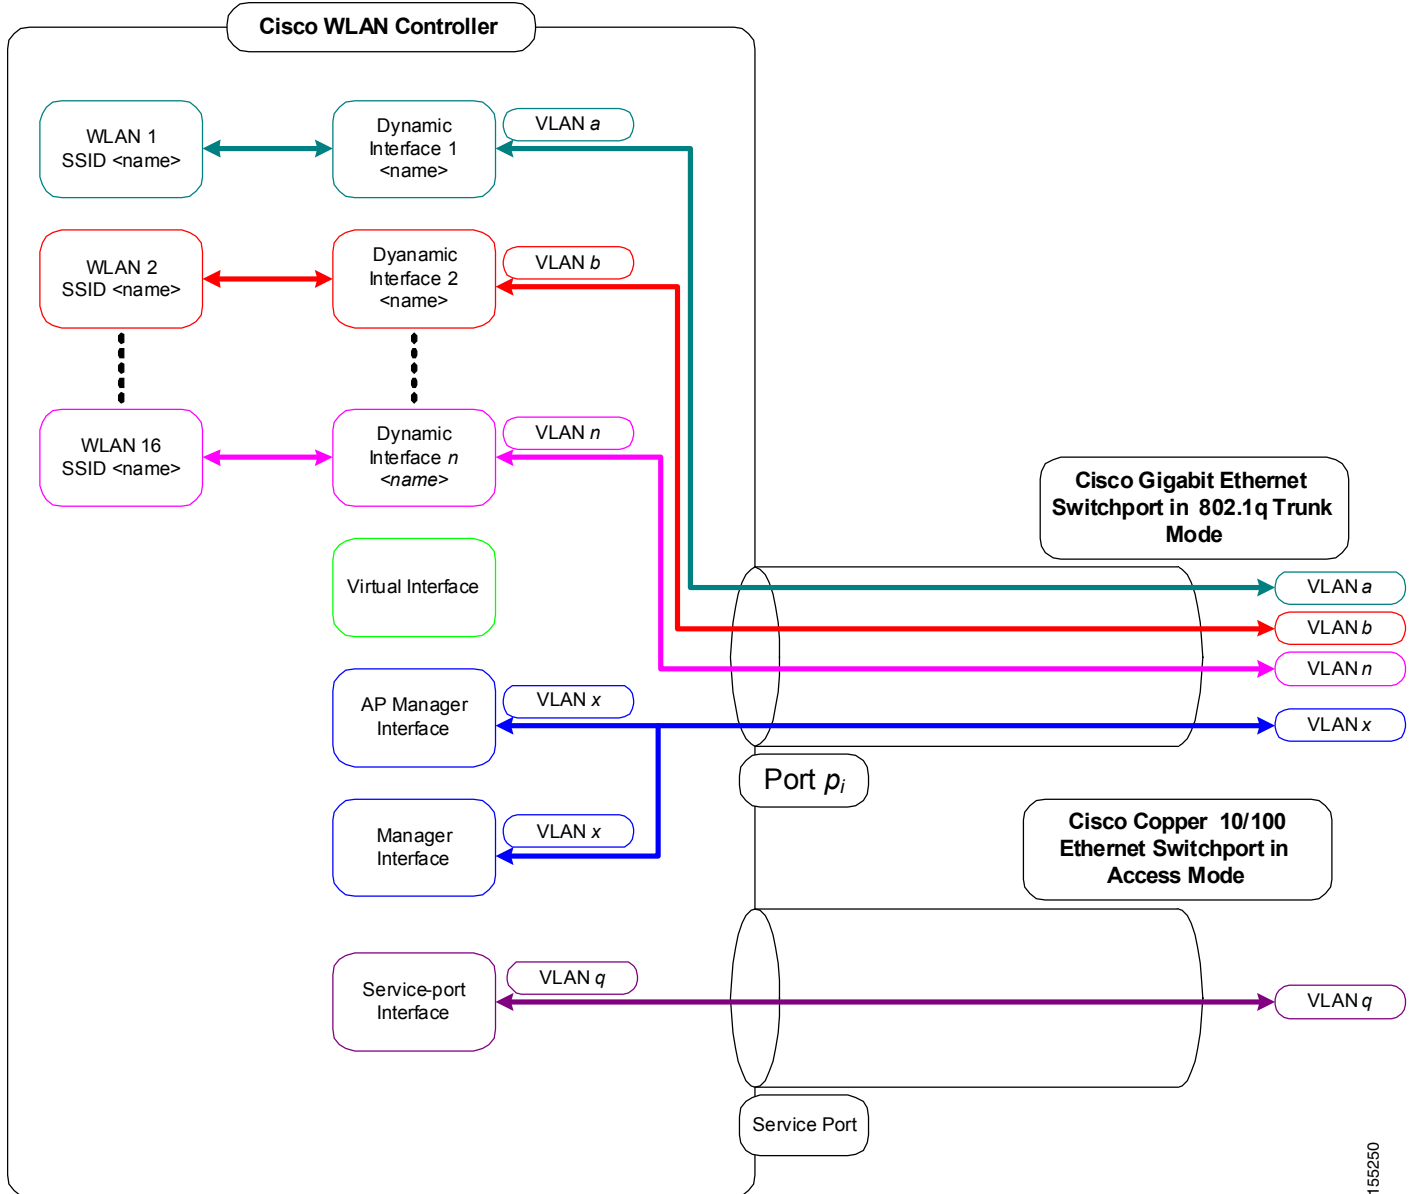 Cisco WLAN Controller
WLAN 1
SSID <name>
Dynamic
Interface 1
<name>
VLAN a
WLAN 2
SSID <name>
Dyanamic
Interface 2
<name>
VLAN b
WLAN 16
SSID <name>
Dynamic
Interface n
<name>
VLAN n
Cisco Gigabit Ethernet
Switchport in 802.1q Trunk
Mode
Virtual Interface
VLAN a
VLAN b
VLAN n
AP Manager
Interface
VLAN x
VLAN x
Port pi
Manager
Interface
VLAN x
Cisco Copper 10/100
Ethernet Switchport in
Access Mode
Service-port
Interface
VLAN q
VLAN q
Service Port
155250